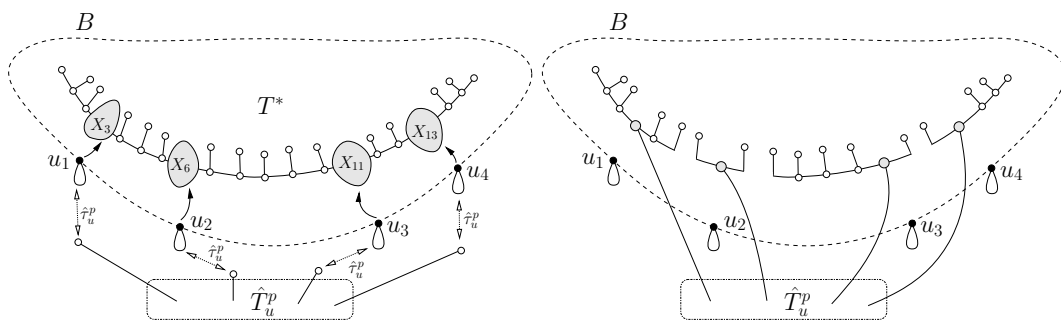 B
T*
X₃
X₆
X₁₁
X₁₃
u₁
u₂
u₃
u₄
τ̂ᵤᵖ
τ̂ᵤᵖ
τ̂ᵤᵖ
τ̂ᵤᵖ
T̂ᵤᵖ
B
u₁
u₂
u₃
u₄
T̂ᵤᵖ